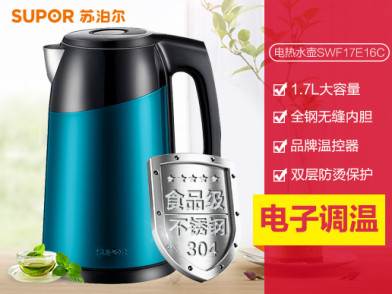 SUPOR 苏泊尔
电热水壶SWF17E16C
1.7L大容量
全钢无缝内胆
品牌温控器
双层防烫保护
电子调温
食品级
不锈钢
304